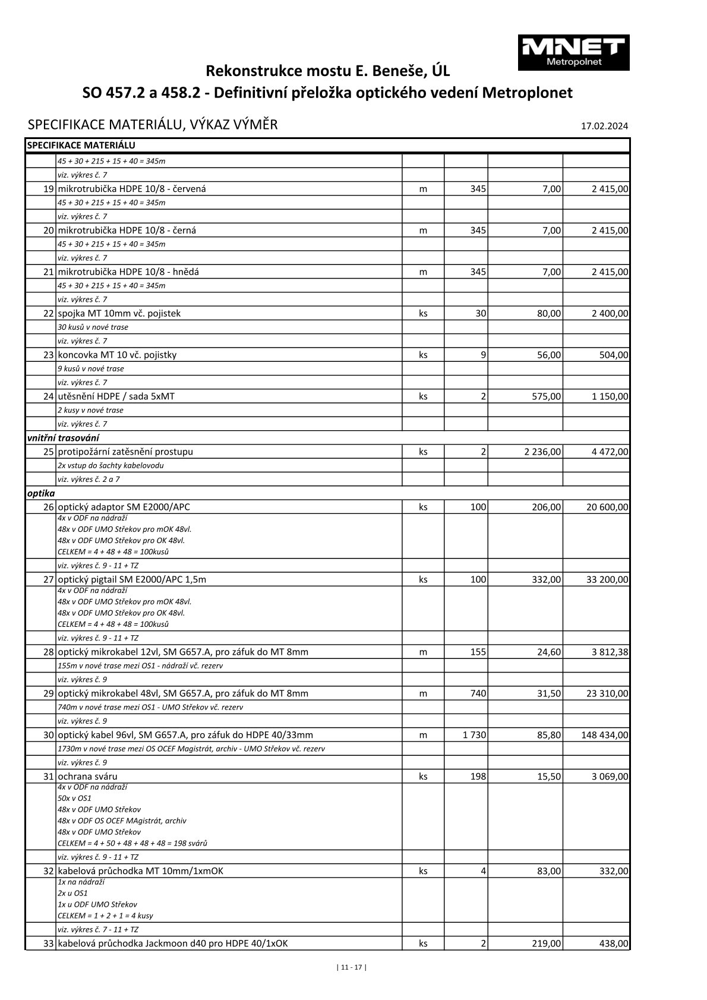 MNET
Metropolnet
Rekonstrukce mostu E. Beneše, ÚL
SO 457.2 a 458.2 - Definitivní přeložka optického vedení Metroplonet
SPECIFIKACE MATERIÁLU, VÝKAZ VÝMĚR 17.02.2024
SPECIFIKACE MATERIÁLU
45 + 30 + 215 + 15 + 40 = 345m
viz. výkres č. 7
19 mikrotrubička HDPE 10/8 - červená m 345 7,00 2 415,00
45 + 30 + 215 + 15 + 40 = 345m
viz. výkres č. 7
20 mikrotrubička HDPE 10/8 - černá m 345 7,00 2 415,00
45 + 30 + 215 + 15 + 40 = 345m
viz. výkres č. 7
21 mikrotrubička HDPE 10/8 - hnědá m 345 7,00 2 415,00
45 + 30 + 215 + 15 + 40 = 345m
viz. výkres č. 7
22 spojka MT 10mm vč. pojistek ks 30 80,00 2 400,00
30 kusů v nové trase
viz. výkres č. 7
23 koncovka MT 10 vč. pojistky ks 9 56,00 504,00
9 kusů v nové trase
viz. výkres č. 7
24 utěsnění HDPE / sada 5xMT ks 2 575,00 1 150,00
2 kusy v nové trase
viz. výkres č. 7
vnitřní trasování
25 protipožární zatěsnění prostupu ks 2 2 236,00 4 472,00
2x vstup do šachty kabelovodu
viz. výkres č. 2 a 7
optika
26 optický adaptor SM E2000/APC ks 100 206,00 20 600,00
4x v ODF na nádraží
48x v ODF UMO Střekov pro mOK 48vl.
48x v ODF UMO Střekov pro OK 48vl.
CELKEM = 4 + 48 + 48 = 100kusů
viz. výkres č. 9 - 11 + TZ
27 optický pigtail SM E2000/APC 1,5m ks 100 332,00 33 200,00
4x v ODF na nádraží
48x v ODF UMO Střekov pro mOK 48vl.
48x v ODF UMO Střekov pro OK 48vl.
CELKEM = 4 + 48 + 48 = 100kusů
viz. výkres č. 9 - 11 + TZ
28 optický mikrokabel 12vl, SM G657.A, pro záfuk do MT 8mm m 155 24,60 3 812,38
155m v nové trase mezi OS1 - nádraží vč. rezerv
viz. výkres č. 9
29 optický mikrokabel 48vl, SM G657.A, pro záfuk do MT 8mm m 740 31,50 23 310,00
740m v nové trase mezi OS1 - UMO Střekov vč. rezerv
viz. výkres č. 9
30 optický kabel 96vl, SM G657.A, pro záfuk do HDPE 40/33mm m 1 730 85,80 148 434,00
1730m v nové trase mezi OS OCEF Magistrát, archiv - UMO Střekov vč. rezerv
viz. výkres č. 9
31 ochrana sváru ks 198 15,50 3 069,00
4x v ODF na nádraží
50x v OS1
48x v ODF UMO Střekov
48x v ODF OS OCEF MAgistrát, archiv
48x v ODF UMO Střekov
CELKEM = 4 + 50 + 48 + 48 + 48 = 198 svárů
viz. výkres č. 9 - 11 + TZ
32 kabelová průchodka MT 10mm/1xmOK ks 4 83,00 332,00
1x na nádraží
2x u OS1
1x u ODF UMO Střekov
CELKEM = 1 + 2 + 1 = 4 kusy
viz. výkres č. 7 - 11 + TZ
33 kabelová průchodka Jackmoon d40 pro HDPE 40/1xOK ks 2 219,00 438,00
| 11 - 17 |